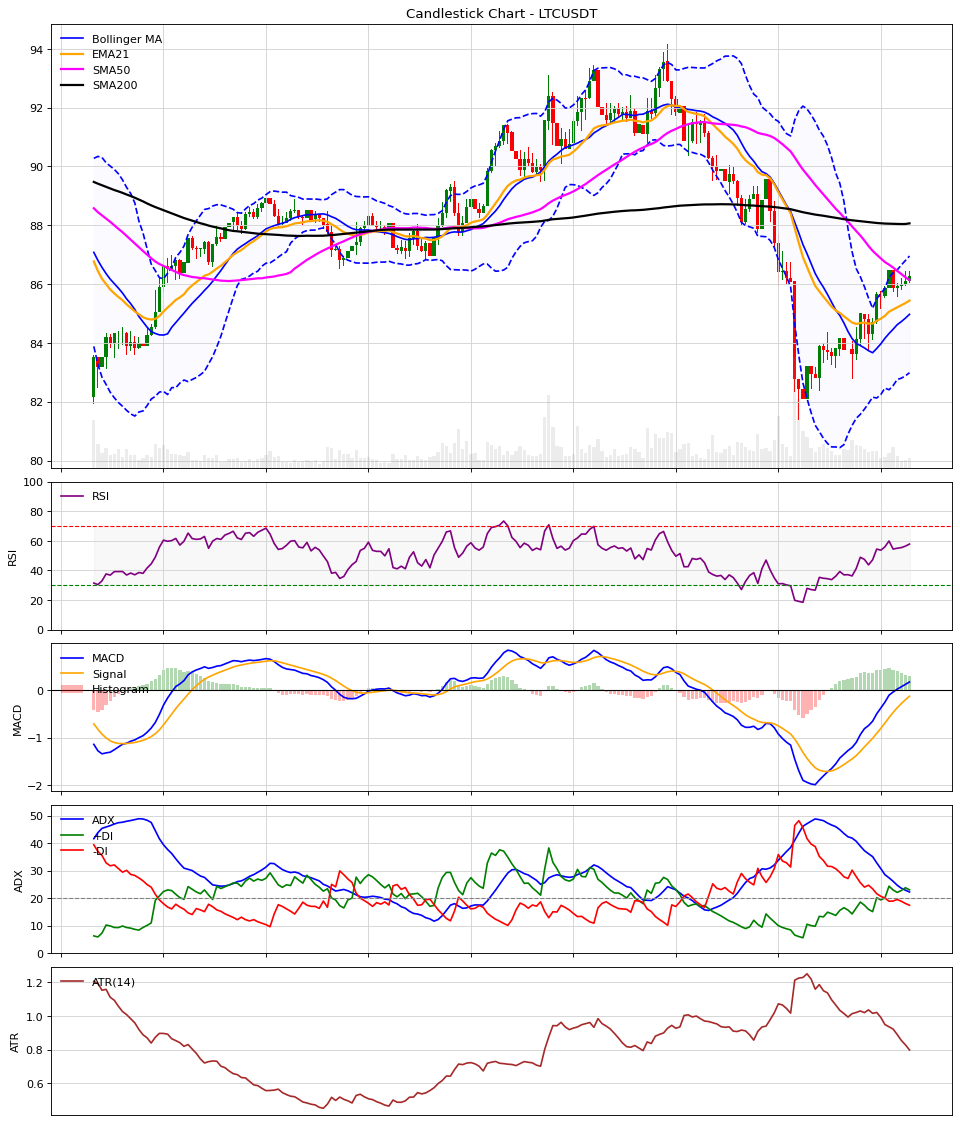 Candlestick Chart - LTCUSDT
Bollinger MA
EMA21
SMA50
SMA200
94
92
90
88
86
84
82
80
RSI
100
80
60
40
20
0
RSI
MACD
Signal
Histogram
0
−1
−2
MACD
ADX
+DI
-DI
50
40
30
20
10
0
ADX
ATR(14)
1.2
1.0
0.8
0.6
ATR